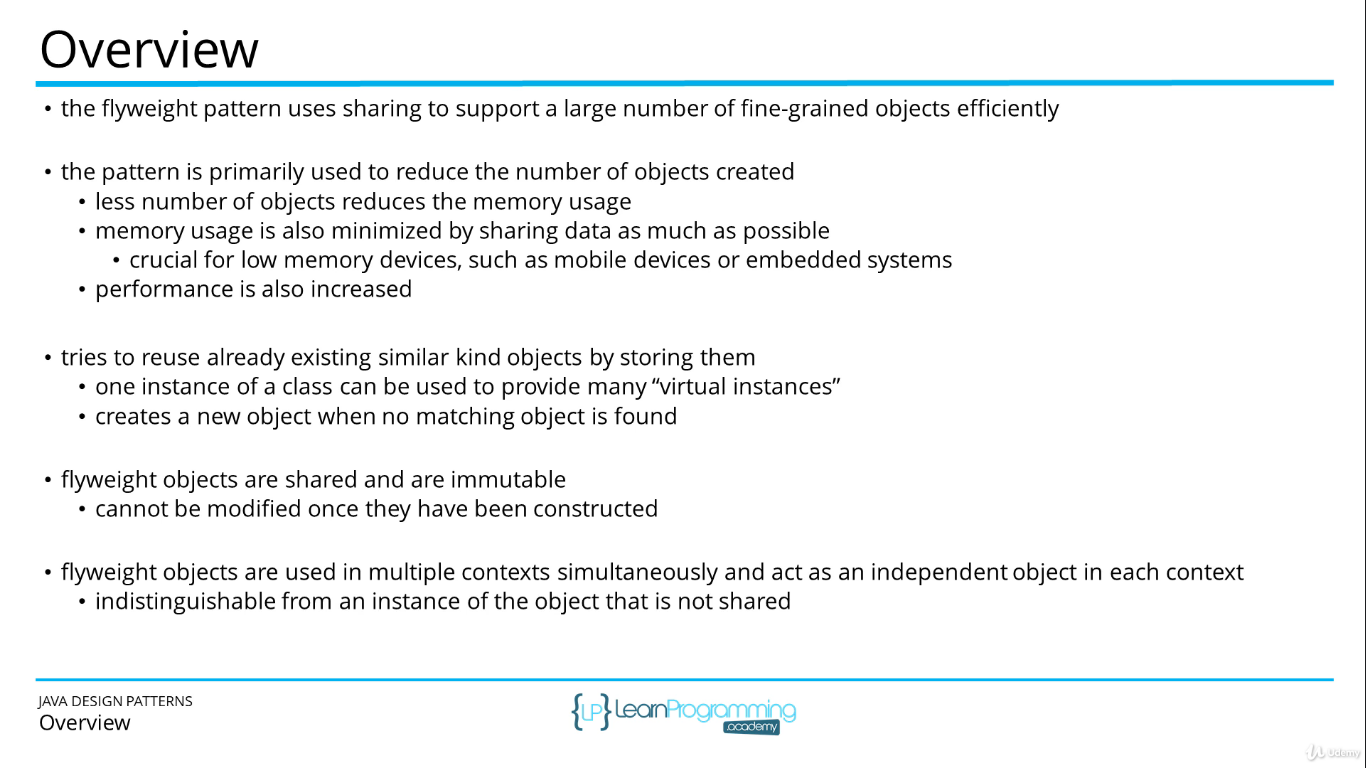 Overview
• the flyweight pattern uses sharing to support a large number of fine-grained objects efficiently
• the pattern is primarily used to reduce the number of objects created
• less number of objects reduces the memory usage
• memory usage is also minimized by sharing data as much as possible
• crucial for low memory devices, such as mobile devices or embedded systems
• performance is also increased
• tries to reuse already existing similar kind objects by storing them
• one instance of a class can be used to provide many “virtual instances”
• creates a new object when no matching object is found
• flyweight objects are shared and are immutable
• cannot be modified once they have been constructed
• flyweight objects are used in multiple contexts simultaneously and act as an independent object in each context
• indistinguishable from an instance of the object that is not shared
JAVA DESIGN PATTERNS
Overview
{LP} LearnProgramming
.academy
Udemy